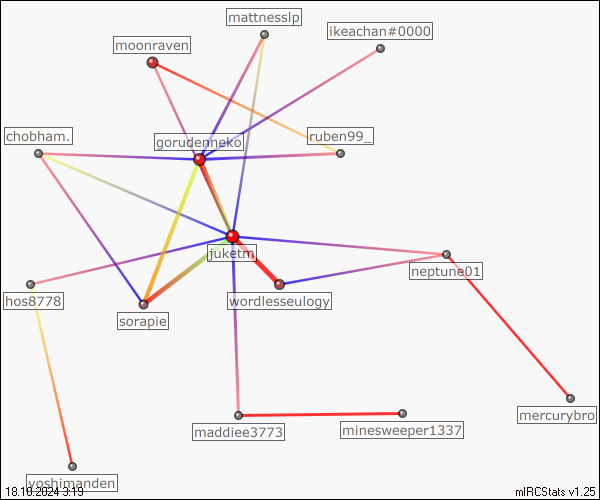 mattnesslp
ikeachan#0000
moonraven
chobham.
gorudenneko
ruben99_
juketm
neptune01
hos8778
wordlesseulogy
sorapie
mercurybro
maddiee3773
minesweeper1337
yoshimanden
18.10.2024 3:19
mIRCStats v1.25